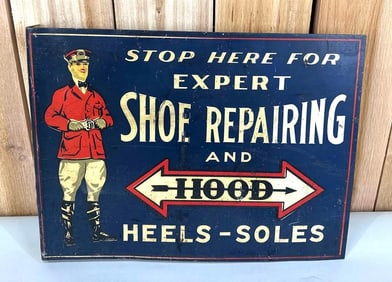 STOP HERE FOR
EXPERT
SHOE REPAIRING
AND
HOOD
HEELS-SOLES